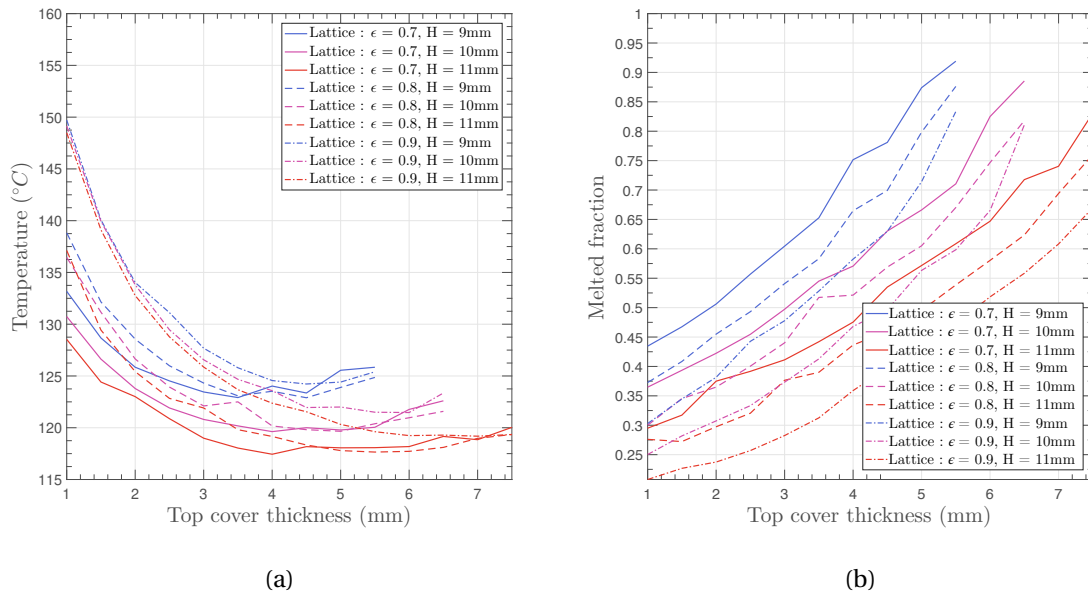 160
155
150
145
140
135
130
125
120
115
Temperature (°C)
1
2
3
4
5
6
7
Top cover thickness (mm)
Lattice : ϵ = 0.7, H = 9mm
Lattice : ϵ = 0.7, H = 10mm
Lattice : ϵ = 0.7, H = 11mm
Lattice : ϵ = 0.8, H = 9mm
Lattice : ϵ = 0.8, H = 10mm
Lattice : ϵ = 0.8, H = 11mm
Lattice : ϵ = 0.9, H = 9mm
Lattice : ϵ = 0.9, H = 10mm
Lattice : ϵ = 0.9, H = 11mm
(a)
1
0.95
0.9
0.85
0.8
0.75
0.7
0.65
0.6
0.55
0.5
0.45
0.4
0.35
0.3
0.25
Melted fraction
1
2
3
4
5
6
7
Top cover thickness (mm)
Lattice : ϵ = 0.7, H = 9mm
Lattice : ϵ = 0.7, H = 10mm
Lattice : ϵ = 0.7, H = 11mm
Lattice : ϵ = 0.8, H = 9mm
Lattice : ϵ = 0.8, H = 10mm
Lattice : ϵ = 0.8, H = 11mm
Lattice : ϵ = 0.9, H = 9mm
Lattice : ϵ = 0.9, H = 10mm
Lattice : ϵ = 0.9, H = 11mm
(b)